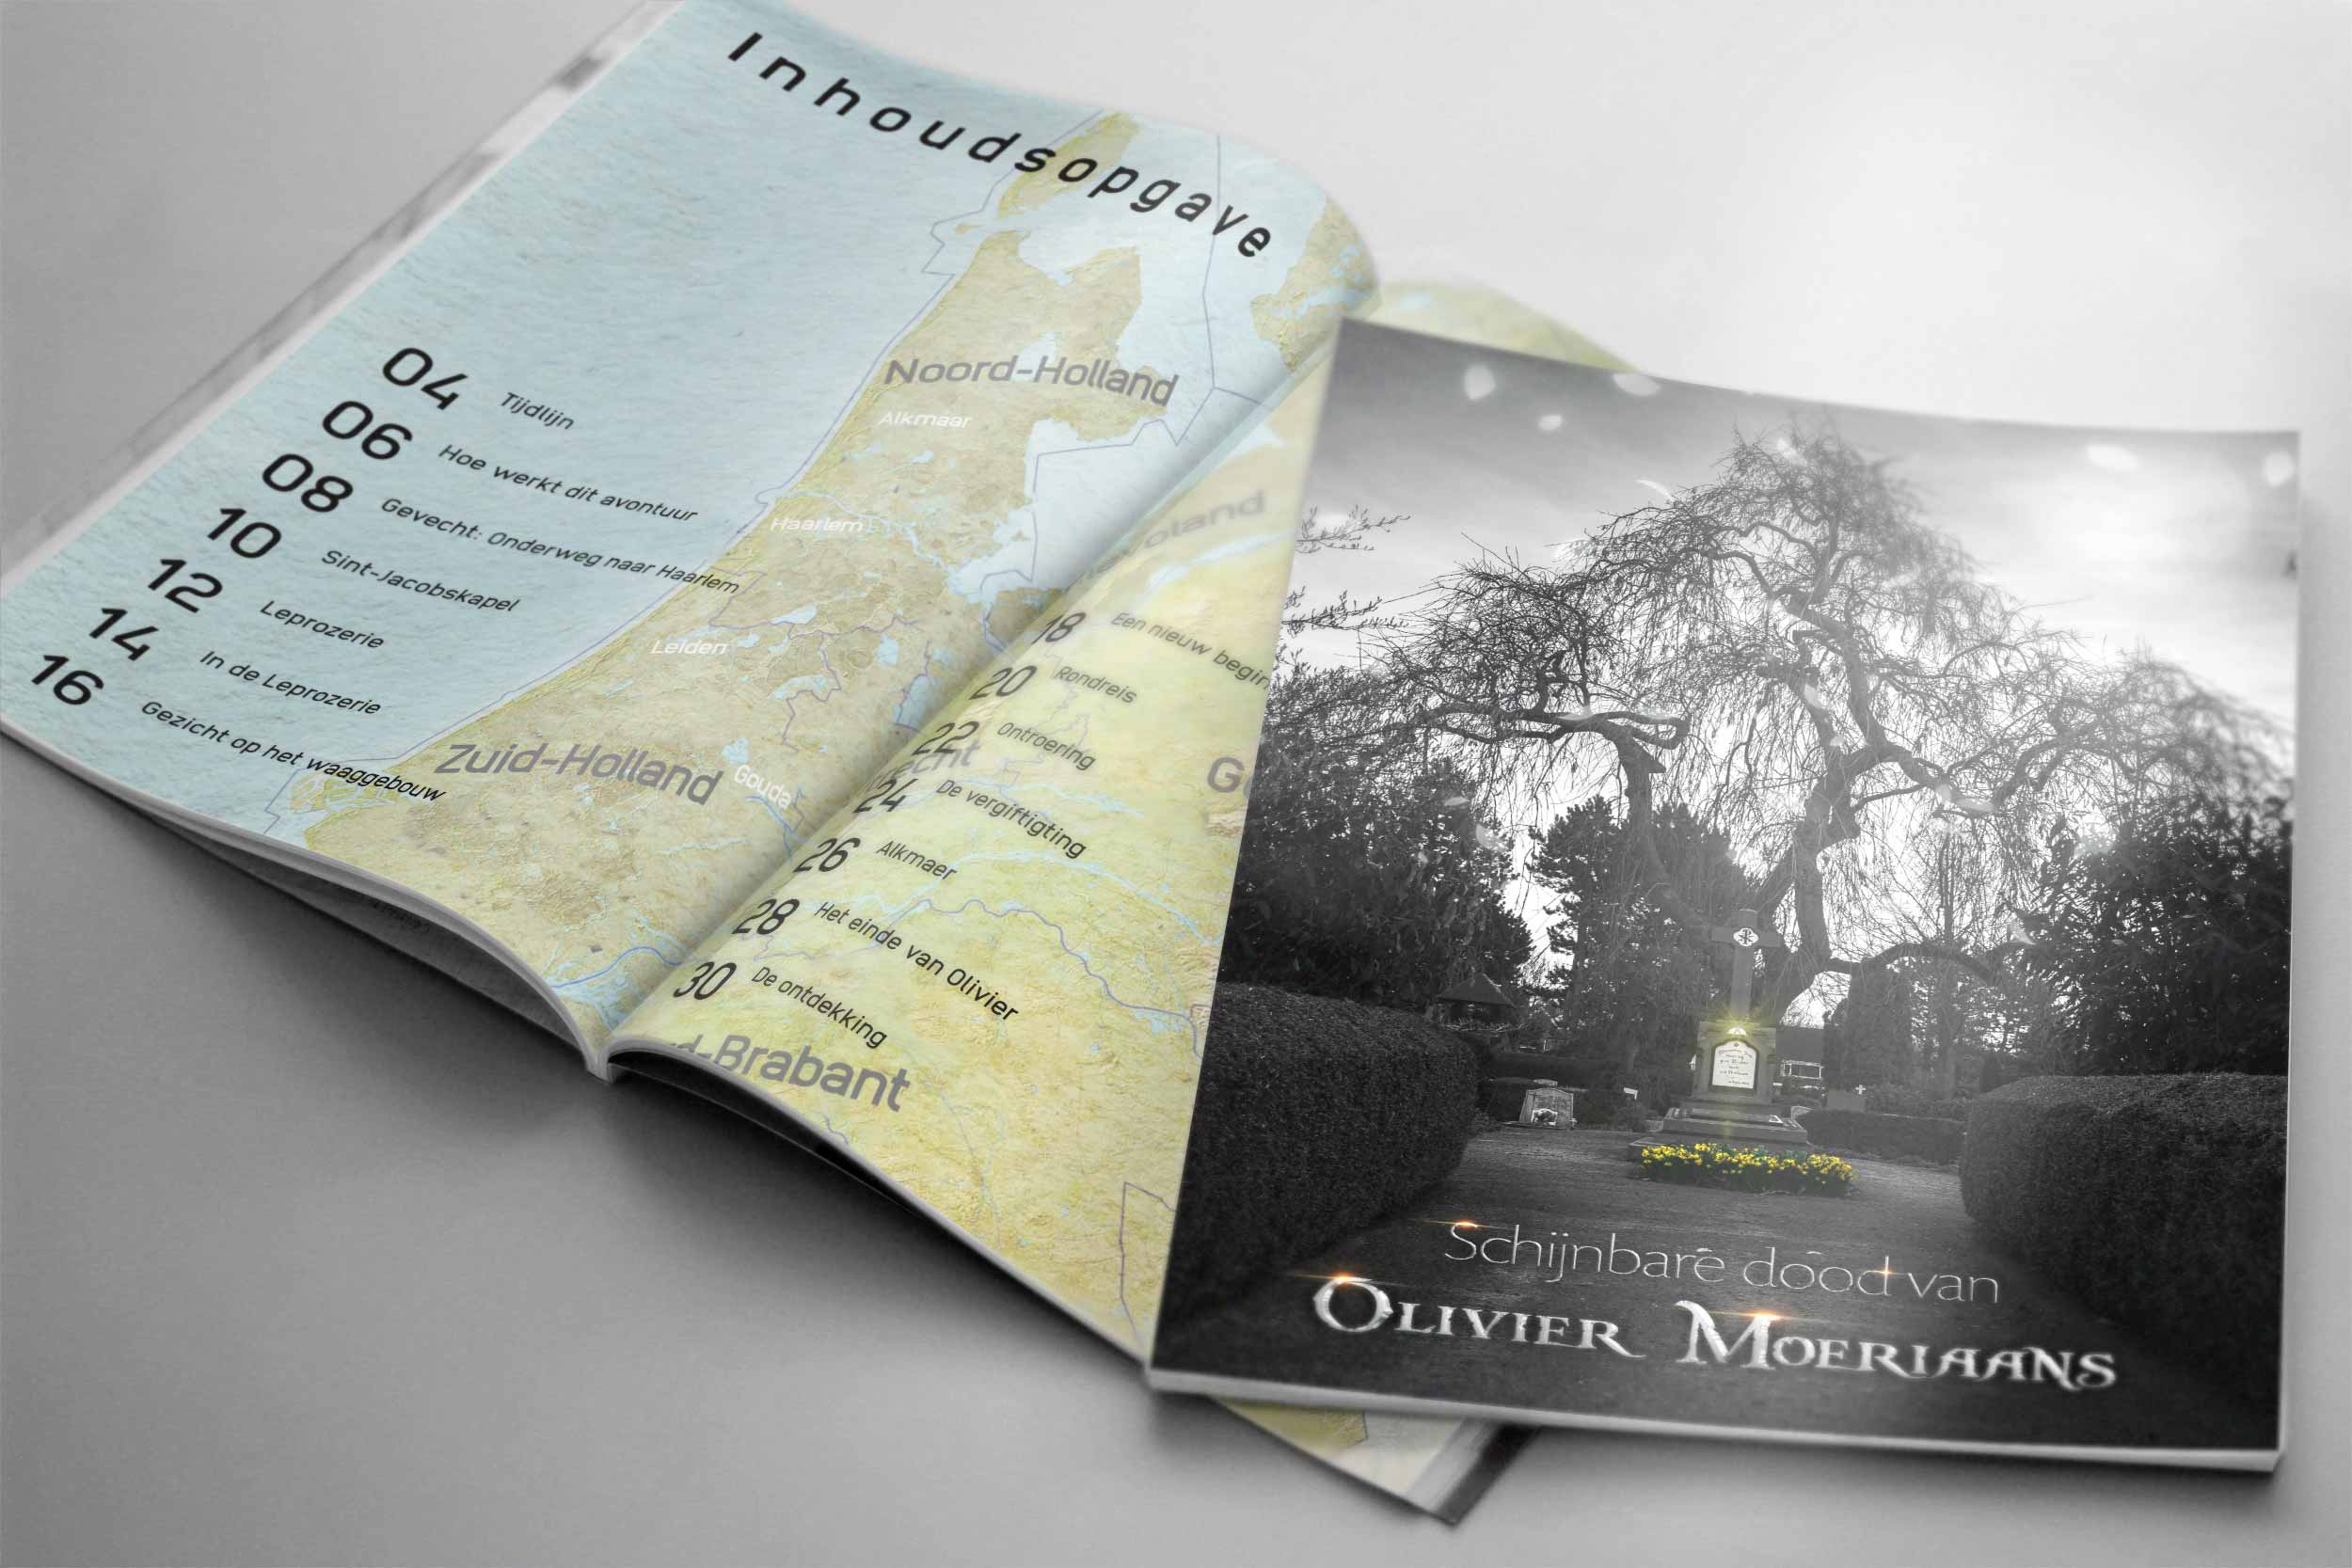 Inhoudsopgave
04 Tijdlijn
06 Hoe werkt dit avontuur
08 Gevecht: Onderweg naar Haarlem
10 Sint-Jacobskapel
12 Leprozerie
14 In de Leprozerie
16 Gezicht op het waaggebouw
Noord-Holland
Alkmaar
Haarlem
Leiden
Zuid-Holland
Gouda
18 Een nieuw begin
20 Rondreis
22 Ontroering
24 De vergiftigting
26 Alkmaer
28 Het einde van Olivier
30 De ontdekking
d-Brabant
Schijnbare dood van
Olivier Moeriaans